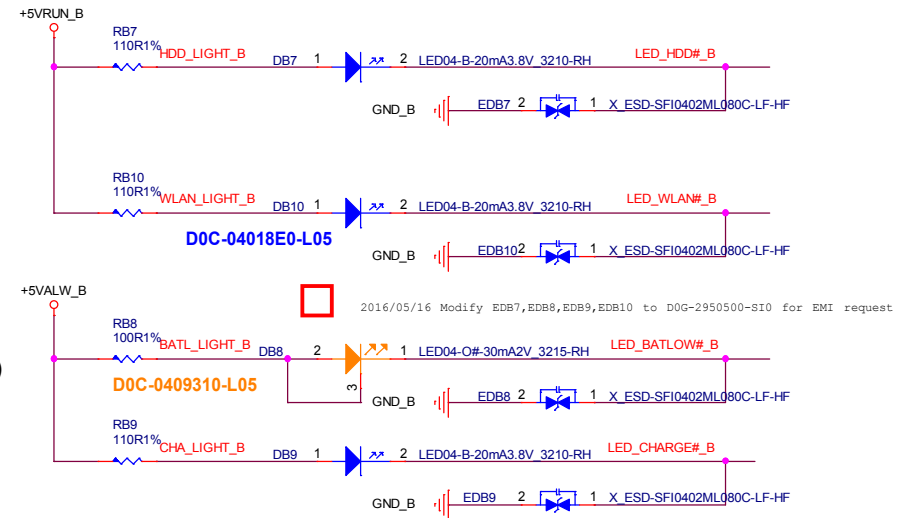 +5VRUN_B
RB7
110R1%
HDD_LIGHT_B
DB7 1 2 LED04-B-20mA3.8V_3210-RH
LED_HDD#_B
GND_B
EDB7 2 1 X_ESD-SFI0402ML080C-LF-HF
RB10
110R1%
WLAN_LIGHT_B
DB10 1 2 LED04-B-20mA3.8V_3210-RH
LED_WLAN#_B
D0C-04018E0-L05
GND_B
EDB10 2 1 X_ESD-SFI0402ML080C-LF-HF
+5VALW_B
2016/05/16 Modify EDB7,EDB8,EDB9,EDB10 to D0G-2950500-SI0 for EMI request
RB8
100R1%
BATL_LIGHT_B
DB8 2 1 LED04-O#-30mA2V_3215-RH
LED_BATLOW#_B
D0C-0409310-L05
3
GND_B
EDB8 2 1 X_ESD-SFI0402ML080C-LF-HF
RB9
110R1%
CHA_LIGHT_B
DB9 1 2 LED04-B-20mA3.8V_3210-RH
LED_CHARGE#_B
GND_B
EDB9 2 1 X_ESD-SFI0402ML080C-LF-HF